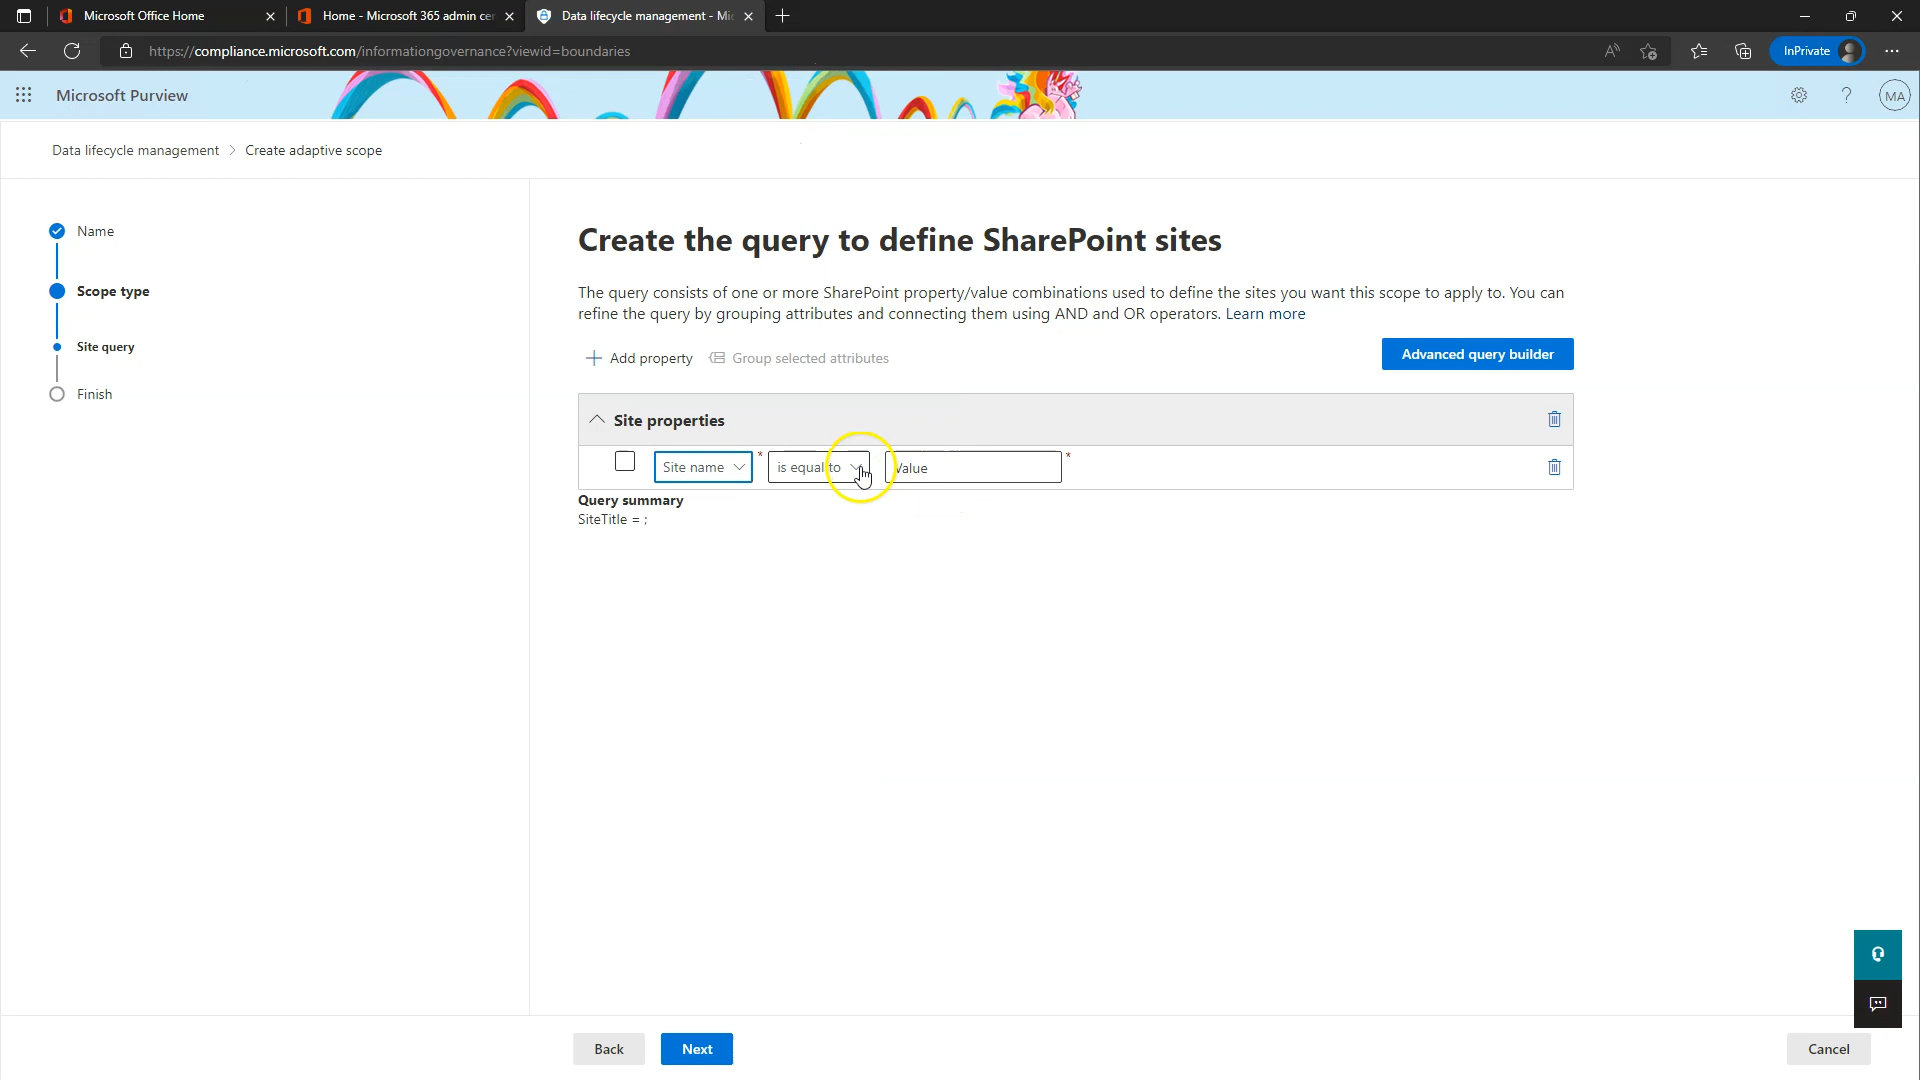 Microsoft Office Home
Home - Microsoft 365 admin cer
Data lifecycle management - Mic
https://compliance.microsoft.com/informationgovernance?viewid=boundaries
InPrivate
Microsoft Purview
MA
Data lifecycle management > Create adaptive scope
Name
Scope type
Site query
Finish
Create the query to define SharePoint sites
The query consists of one or more SharePoint property/value combinations used to define the sites you want this scope to apply to. You can
refine the query by grouping attributes and connecting them using AND and OR operators. Learn more
Add property
Group selected attributes
Advanced query builder
Site properties
Site name * is equal to Value *
Query summary
SiteTitle = ;
Back
Next
Cancel